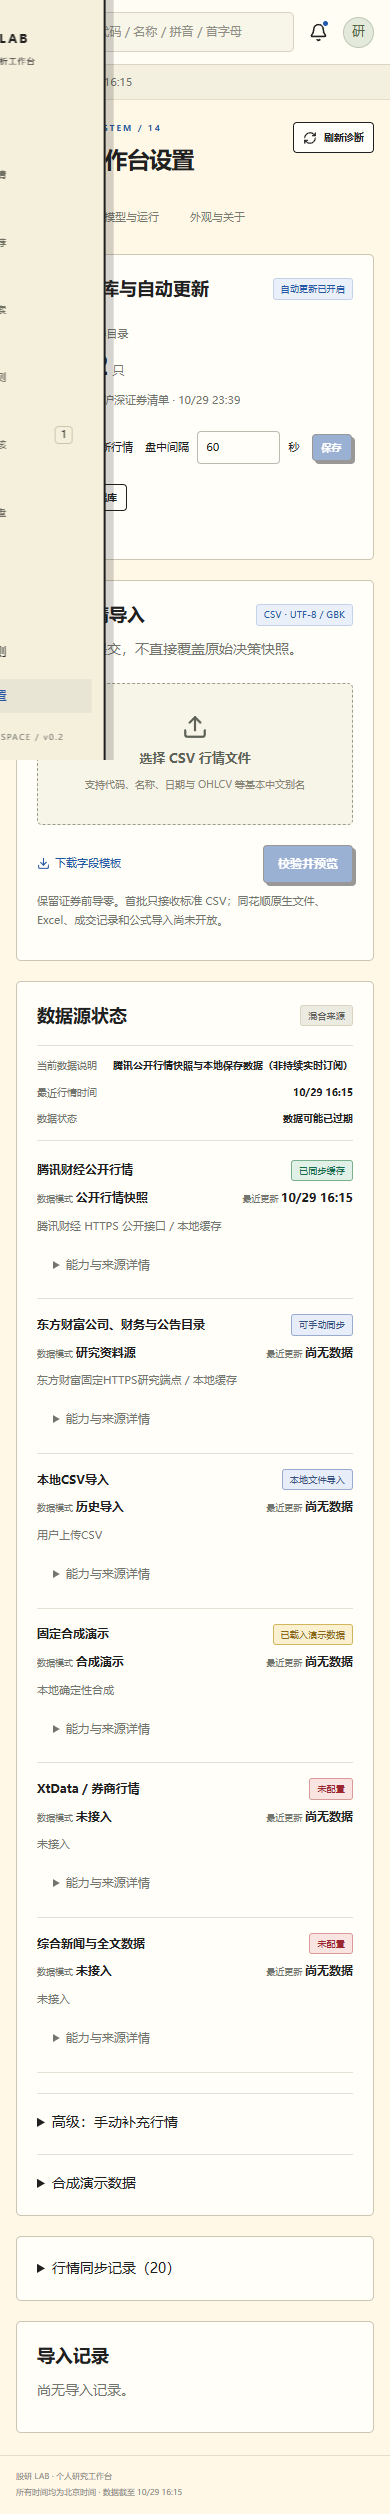 LAB
析工作台
代码 / 名称 / 拼音 / 首字母
研
16:15
STEM / 14
作台设置
刷新诊断
模型与运行
外观与关于
库与自动更新
自动更新已开启
目录
只
沪深证券清单 · 10/29 23:39
新行情
盘中间隔
60
秒
保存
1
库
情导入
CSV · UTF-8 / GBK
交，不直接覆盖原始决策快照。
置
SPACE / v0.2
选择 CSV 行情文件
支持代码、名称、日期与 OHLCV 等基本中文别名
下载字段模板
校验并预览
保留证券前导零。首批只接收标准 CSV；同花顺原生文件、
Excel、成交记录和公式导入尚未开放。
数据源状态
混合来源
当前数据说明
腾讯公开行情快照与本地保存数据（非持续实时订阅）
最近行情时间
10/29 16:15
数据状态
数据可能已过期
腾讯财经公开行情
已同步缓存
数据模式 公开行情快照
最近更新 10/29 16:15
腾讯财经 HTTPS 公开接口 / 本地缓存
▶ 能力与来源详情
东方财富公司、财务与公告目录
可手动同步
数据模式 研究资料源
最近更新 尚无数据
东方财富固定HTTPS研究端点 / 本地缓存
▶ 能力与来源详情
本地CSV导入
本地文件导入
数据模式 历史导入
最近更新 尚无数据
用户上传CSV
▶ 能力与来源详情
固定合成演示
已载入演示数据
数据模式 合成演示
最近更新 尚无数据
本地确定性合成
▶ 能力与来源详情
XtData / 券商行情
未配置
数据模式 未接入
最近更新 尚无数据
未接入
▶ 能力与来源详情
综合新闻与全文数据
未配置
数据模式 未接入
最近更新 尚无数据
未接入
▶ 能力与来源详情
▶ 高级：手动补充行情
▶ 合成演示数据
▶ 行情同步记录（20）
导入记录
尚无导入记录。
股研 LAB · 个人研究工作台
所有时间均为北京时间 · 数据截至 10/29 16:15